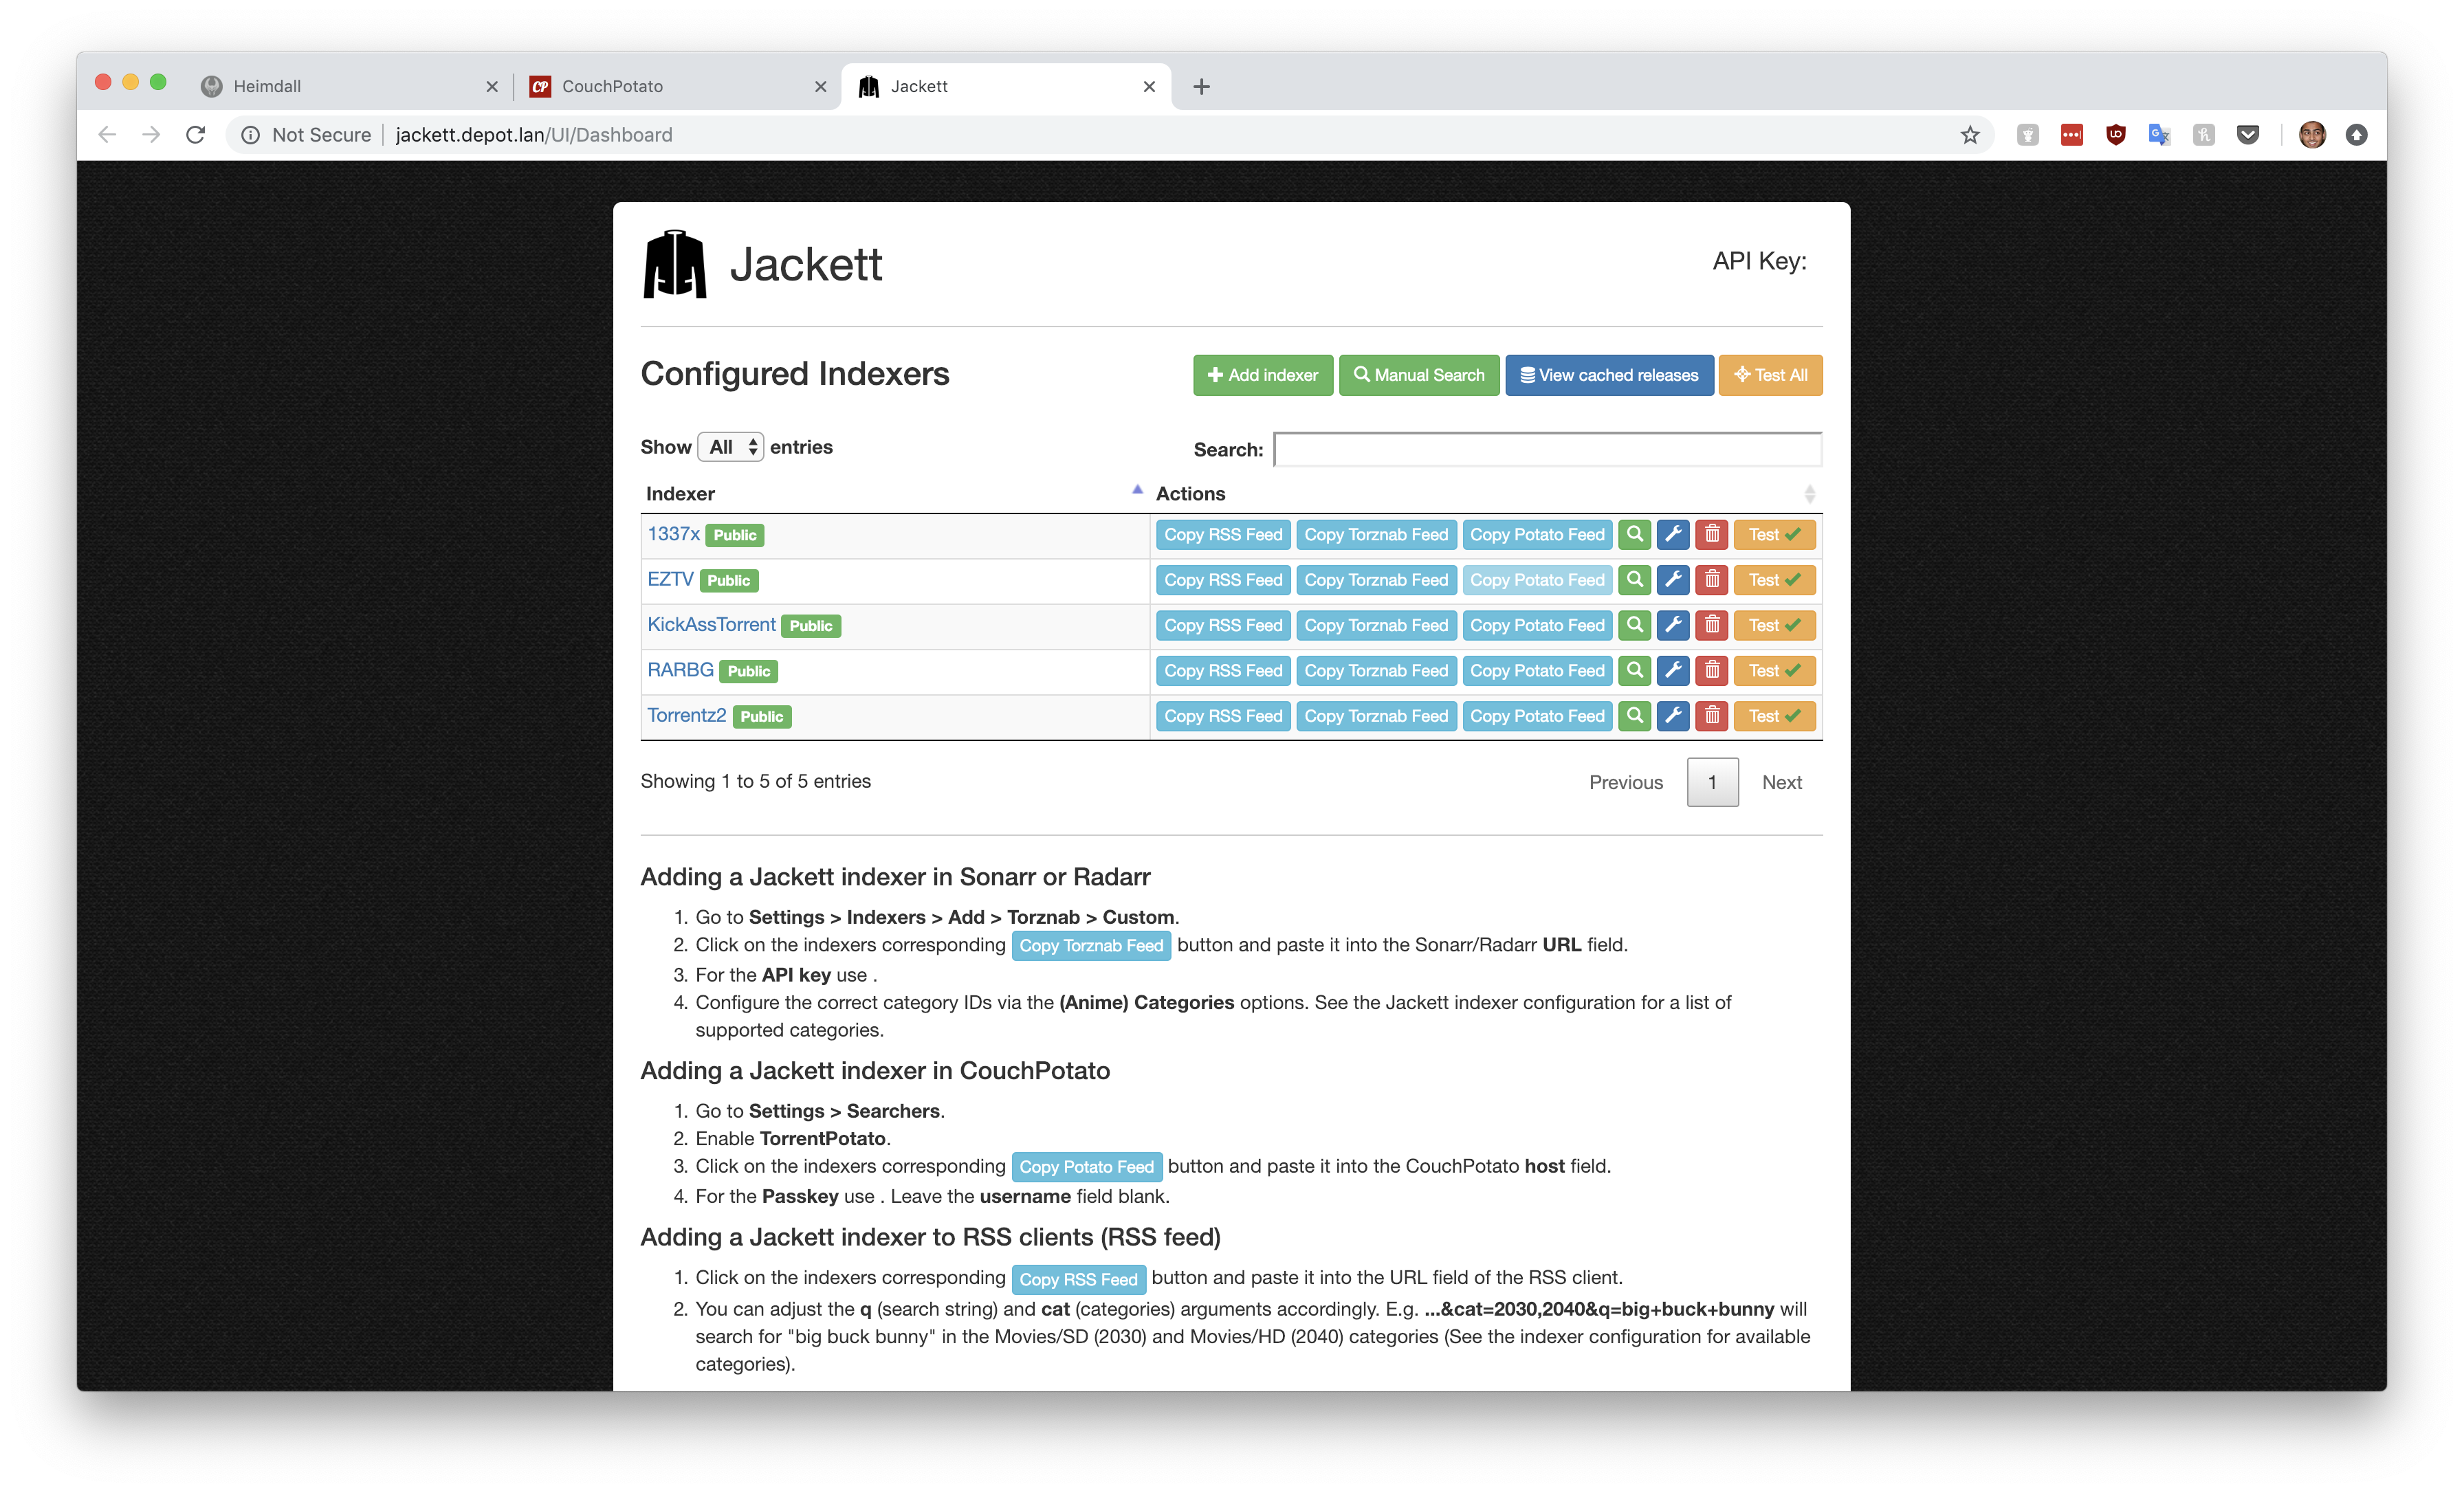 Heimdall
CP CouchPotato
Jackett
Not Secure jackett.depot.lan/UI/Dashboard
Jackett
API Key:
Configured Indexers
Add indexer
Manual Search
View cached releases
Test All
Show All entries
Search:
Indexer Actions
1337x Public Copy RSS Feed Copy Torznab Feed Copy Potato Feed Test
EZTV Public Copy RSS Feed Copy Torznab Feed Copy Potato Feed Test
KickAssTorrent Public Copy RSS Feed Copy Torznab Feed Copy Potato Feed Test
RARBG Public Copy RSS Feed Copy Torznab Feed Copy Potato Feed Test
Torrentz2 Public Copy RSS Feed Copy Torznab Feed Copy Potato Feed Test
Showing 1 to 5 of 5 entries
Previous 1 Next
Adding a Jackett indexer in Sonarr or Radarr
1. Go to Settings > Indexers > Add > Torznab > Custom.
2. Click on the indexers corresponding Copy Torznab Feed button and paste it into the Sonarr/Radarr URL field.
3. For the API key use .
4. Configure the correct category IDs via the (Anime) Categories options. See the Jackett indexer configuration for a list of
supported categories.
Adding a Jackett indexer in CouchPotato
1. Go to Settings > Searchers.
2. Enable TorrentPotato.
3. Click on the indexers corresponding Copy Potato Feed button and paste it into the CouchPotato host field.
4. For the Passkey use . Leave the username field blank.
Adding a Jackett indexer to RSS clients (RSS feed)
1. Click on the indexers corresponding Copy RSS Feed button and paste it into the URL field of the RSS client.
2. You can adjust the q (search string) and cat (categories) arguments accordingly. E.g. ...&cat=2030,2040&q=big+buck+bunny will
search for "big buck bunny" in the Movies/SD (2030) and Movies/HD (2040) categories (See the indexer configuration for available
categories).